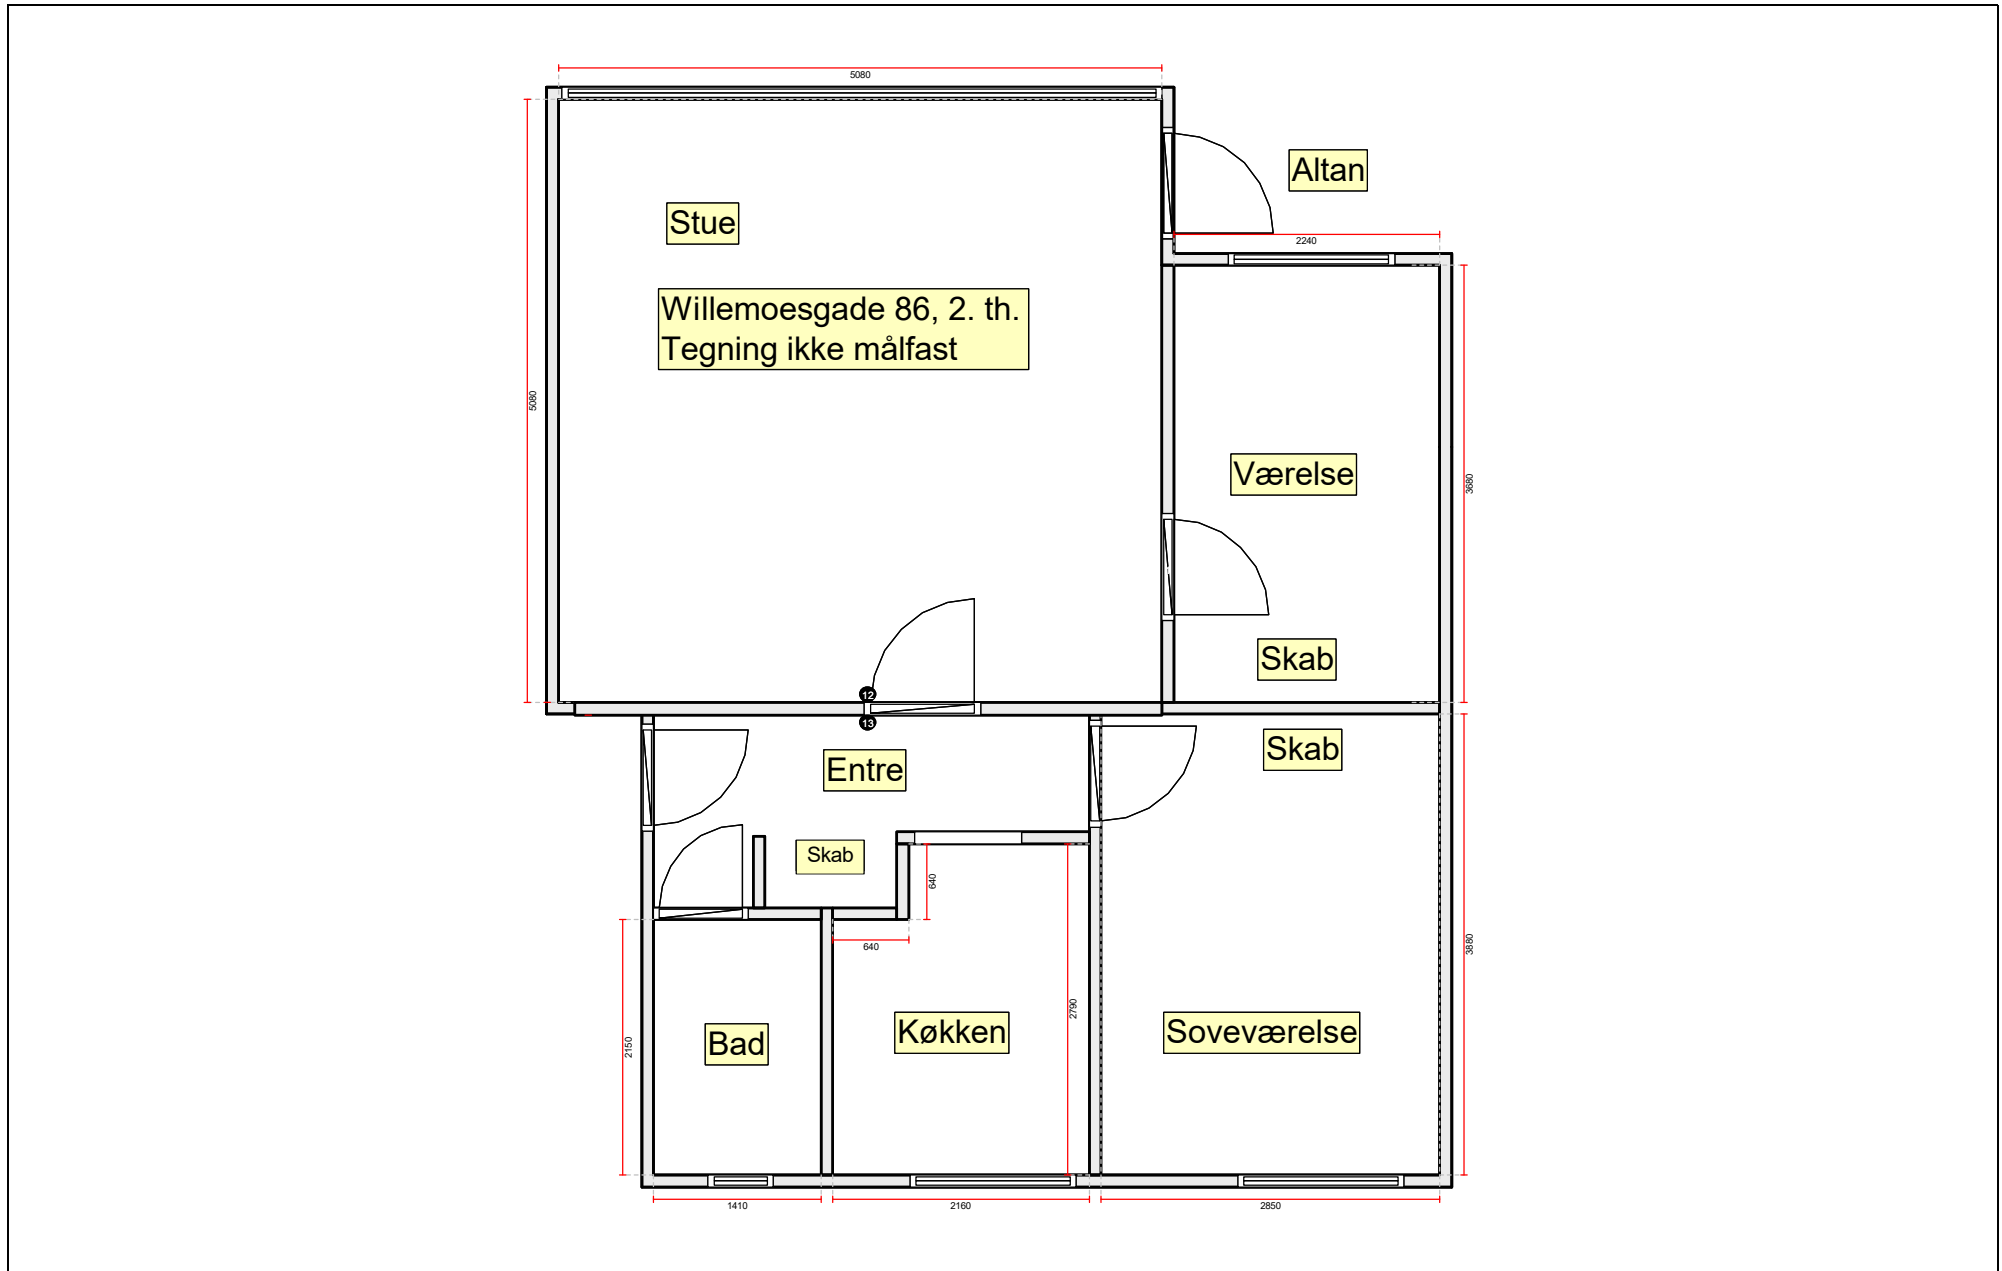 5080
Altan
Stue
2240
Willemoesgade 86, 2. th.
Tegning ikke målfast
5080
Værelse
3680
Skab
12
13
Skab
Entre
Skab
640
640
3880
2790
Køkken
Soveværelse
Bad
2150
1410
2160
2850